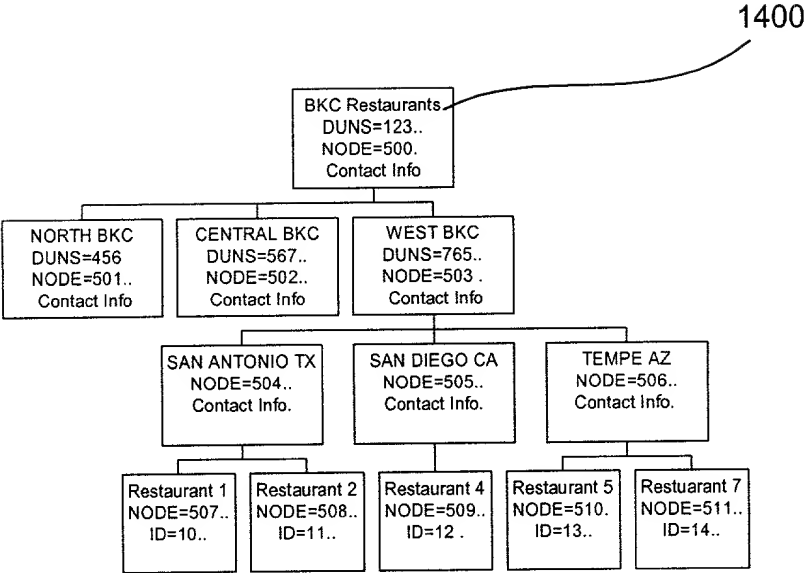 1400
BKC Restaurants
DUNS=123..
NODE=500.
Contact Info
NORTH BKC
DUNS=456
NODE=501..
Contact Info
CENTRAL BKC
DUNS=567..
NODE=502..
Contact Info
WEST BKC
DUNS=765..
NODE=503 .
Contact Info
SAN ANTONIO TX
NODE=504..
Contact Info.
SAN DIEGO CA
NODE=505..
Contact Info.
TEMPE AZ
NODE=506..
Contact Info.
Restaurant 1
NODE=507..
ID=10..
Restaurant 2
NODE=508..
ID=11..
Restaurant 4
NODE=509..
ID=12 .
Restaurant 5
NODE=510.
ID=13..
Restuarant 7
NODE=511..
ID=14..